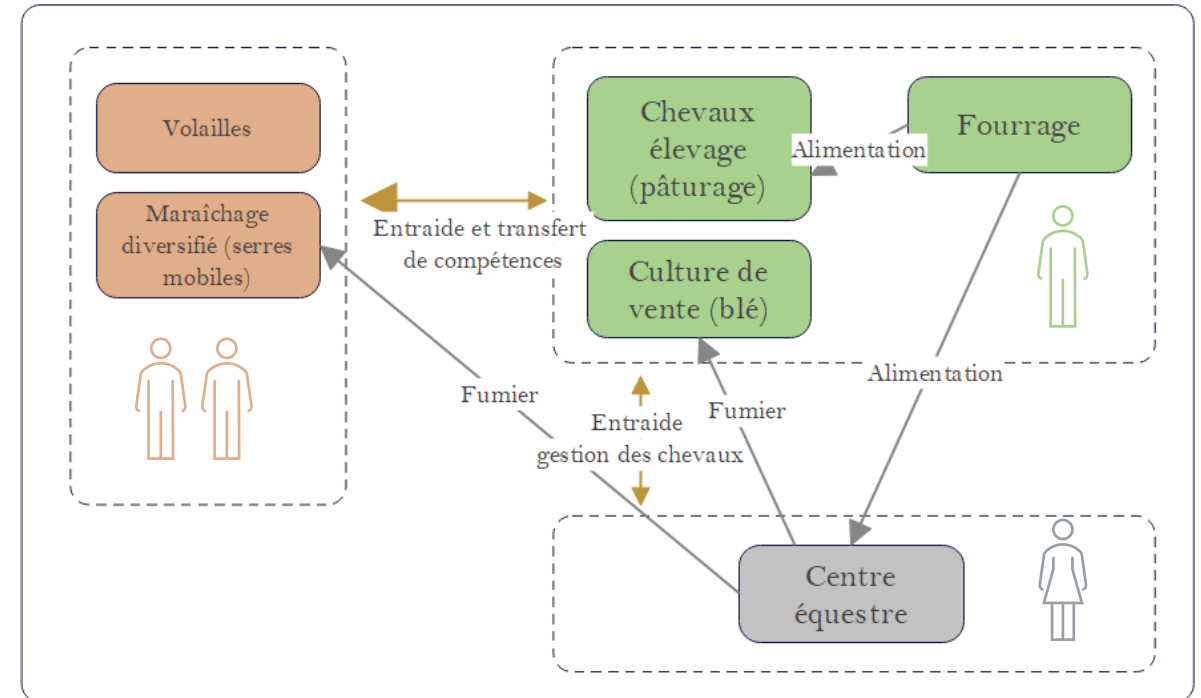 Volailles
Maraîchage
diversifié (serres
mobiles)
Entraide et transfert
de compétences
Chevaux
élevage
(pâturage)
Alimentation
Fourrage
Culture de
vente (blé)
Alimentation
Fumier
Entraide
gestion des chevaux
Fumier
Centre
équestre